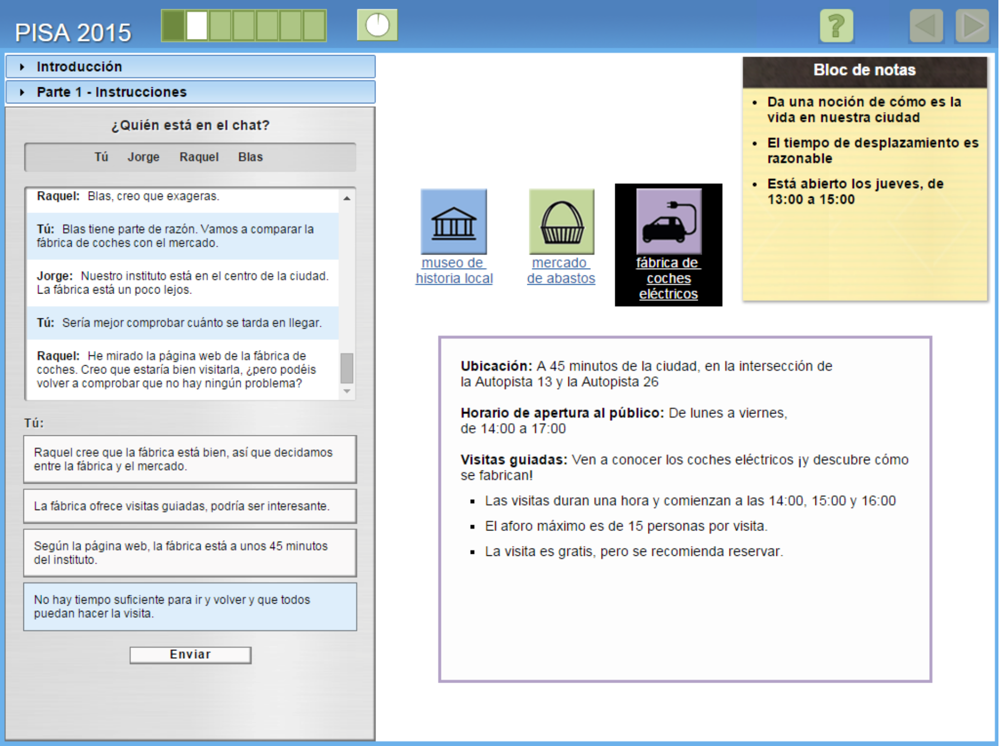 PISA 2015
?
Introducción
Parte 1 - Instrucciones
¿Quién está en el chat?
Tú Jorge Raquel Blas
Raquel: Blas, creo que exageras.
Tú: Blas tiene parte de razón. Vamos a comparar la
fábrica de coches con el mercado.
Jorge: Nuestro instituto está en el centro de la ciudad.
La fábrica está un poco lejos.
Tú: Sería mejor comprobar cuánto se tarda en llegar.
Raquel: He mirado la página web de la fábrica de
coches. Creo que estaría bien visitarla, ¿pero podéis
volver a comprobar que no hay ningún problema?
Tú:
Raquel cree que la fábrica está bien, así que decidamos
entre la fábrica y el mercado.
La fábrica ofrece visitas guiadas, podría ser interesante.
Según la página web, la fábrica está a unos 45 minutos
del instituto.
No hay tiempo suficiente para ir y volver y que todos
puedan hacer la visita.
Enviar
museo de
historia local
mercado
de abastos
fábrica de
coches
eléctricos
Bloc de notas
• Da una noción de cómo es la
vida en nuestra ciudad
• El tiempo de desplazamiento es
razonable
• Está abierto los jueves, de
13:00 a 15:00
Ubicación: A 45 minutos de la ciudad, en la intersección de
la Autopista 13 y la Autopista 26
Horario de apertura al público: De lunes a viernes,
de 14:00 a 17:00
Visitas guiadas: Ven a conocer los coches eléctricos ¡y descubre cómo
se fabrican!
▪ Las visitas duran una hora y comienzan a las 14:00, 15:00 y 16:00
▪ El aforo máximo es de 15 personas por visita.
▪ La visita es gratis, pero se recomienda reservar.